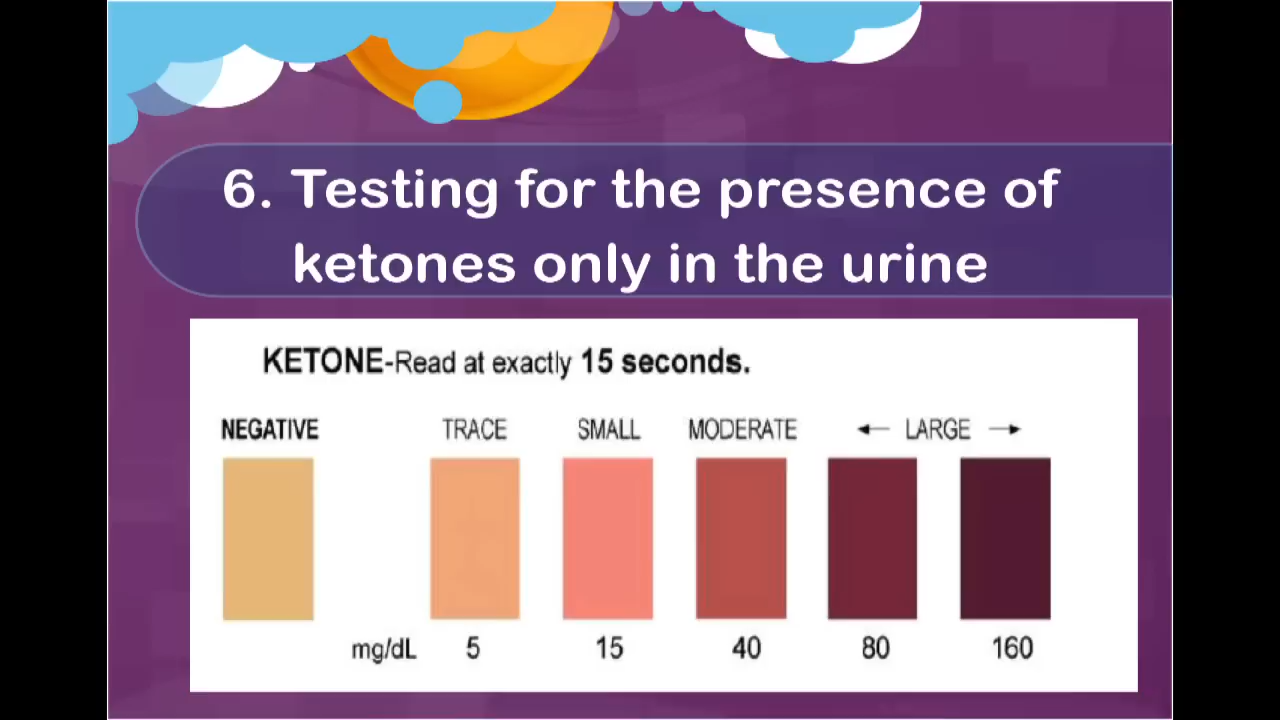 6. Testing for the presence of
ketones only in the urine
KETONE-Read at exactly 15 seconds.
NEGATIVE TRACE SMALL MODERATE ← LARGE →
mg/dL 5 15 40 80 160